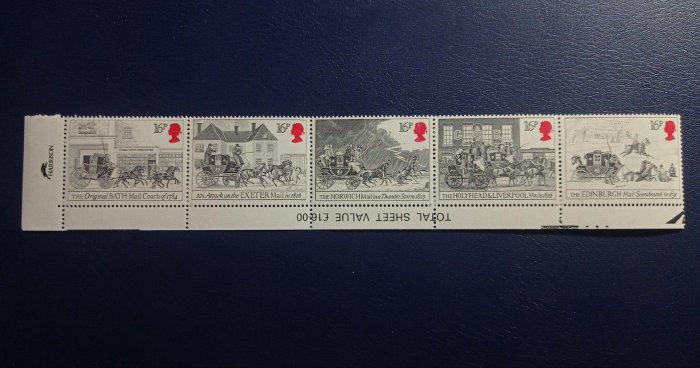 HARRISON
16P
THE Original BATH Mail Coach of 1784
16P
AN Attack on the EXETER Mail in 1816
16P
THE NORWICH Mail in a Thunder Storm 1827
16P
THE HOLYHEAD & LIVERPOOL Mails 1828
16P
THE EDINBURGH Mail Snowbound in 1831
TOTAL SHEET VALUE £16.00